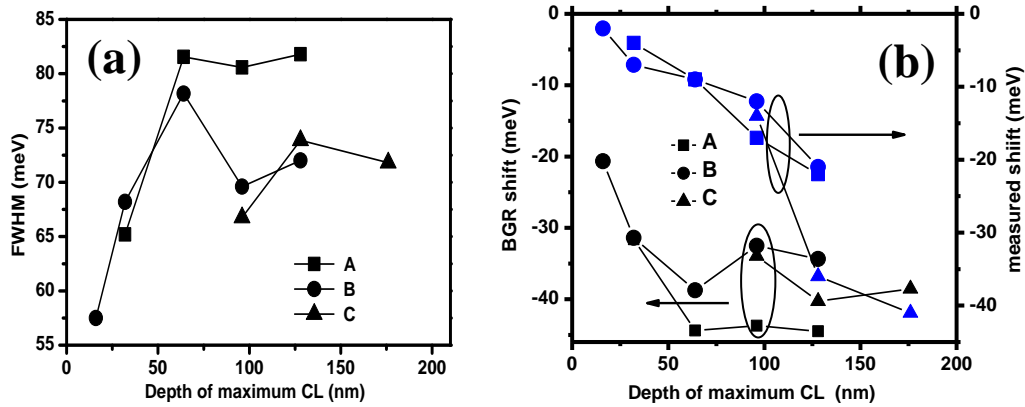 (a)
FWHM (meV)
85
80
75
70
65
60
55
A
B
C
0
50
100
150
200
Depth of maximum CL (nm)
(b)
BGR shift (meV)
-0
-10
-20
-30
-40
A
B
C
0
-10
-20
-30
-40
measured shiift (meV)
0
50
100
150
200
Depth of maximum CL (nm)